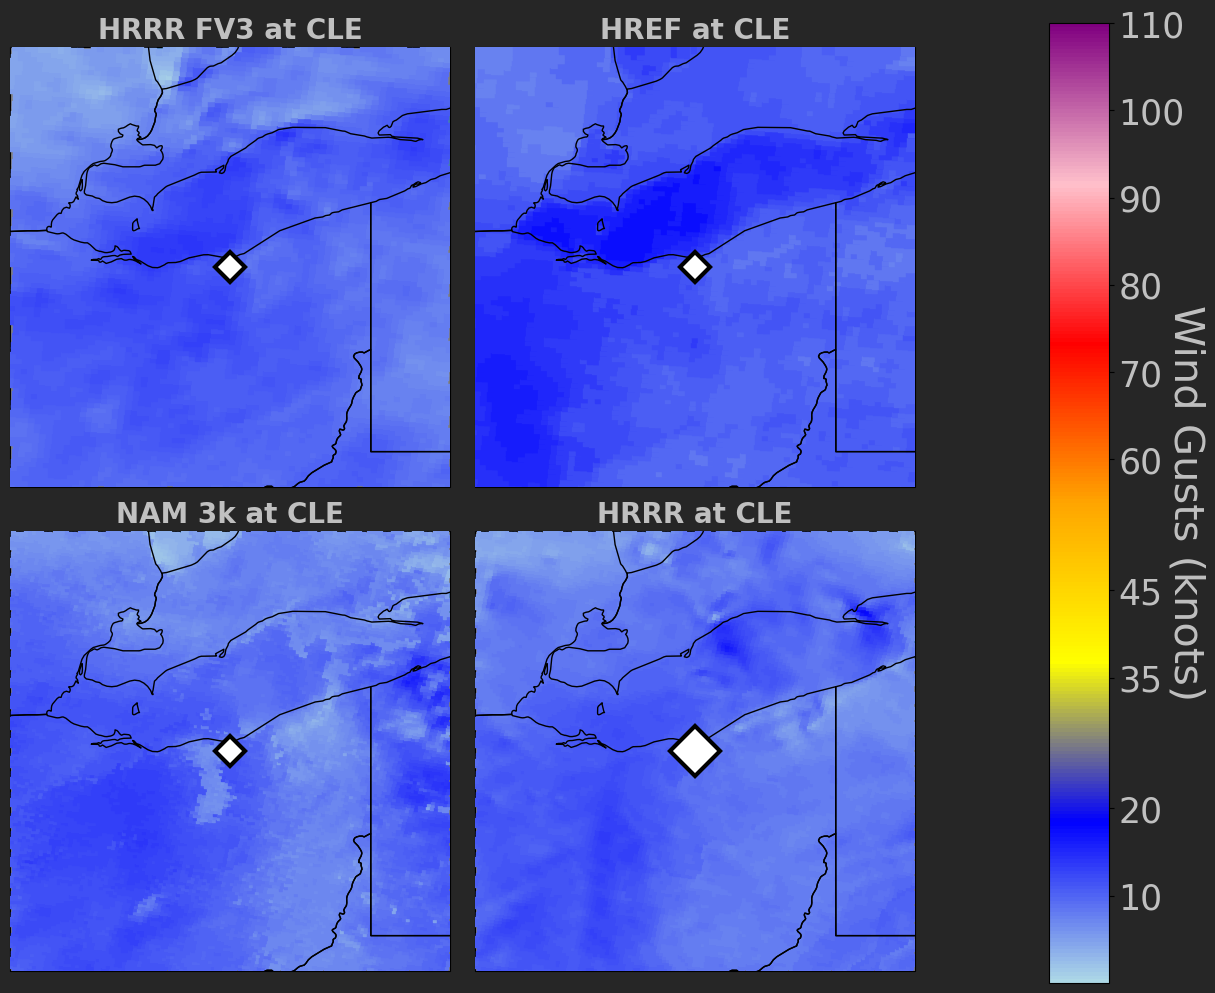 HRRR FV3 at CLE
HREF at CLE
NAM 3k at CLE
HRRR at CLE
110
100
90
80
70
60
45
35
20
10
Wind Gusts (knots)